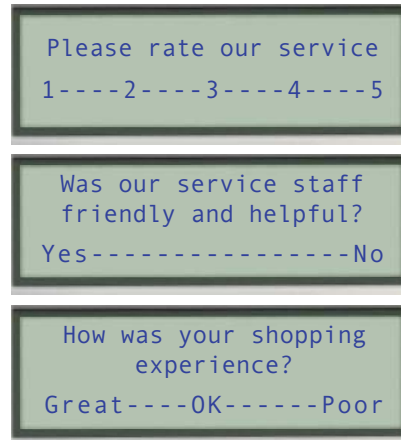 Please rate our service
1----2----3----4----5
Was our service staff
friendly and helpful?
Yes----------------No
How was your shopping
experience?
Great----OK------Poor